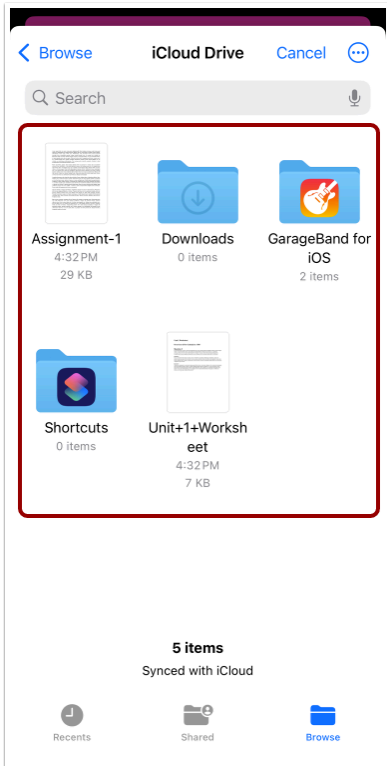 Browse
iCloud Drive
Cancel
Search
Assignment-1
4:32 PM
29 KB
Downloads
0 items
GarageBand for
iOS
2 items
Shortcuts
0 items
Unit+1+Worksh
eet
4:32 PM
7 KB
5 items
Synced with iCloud
Recents
Shared
Browse